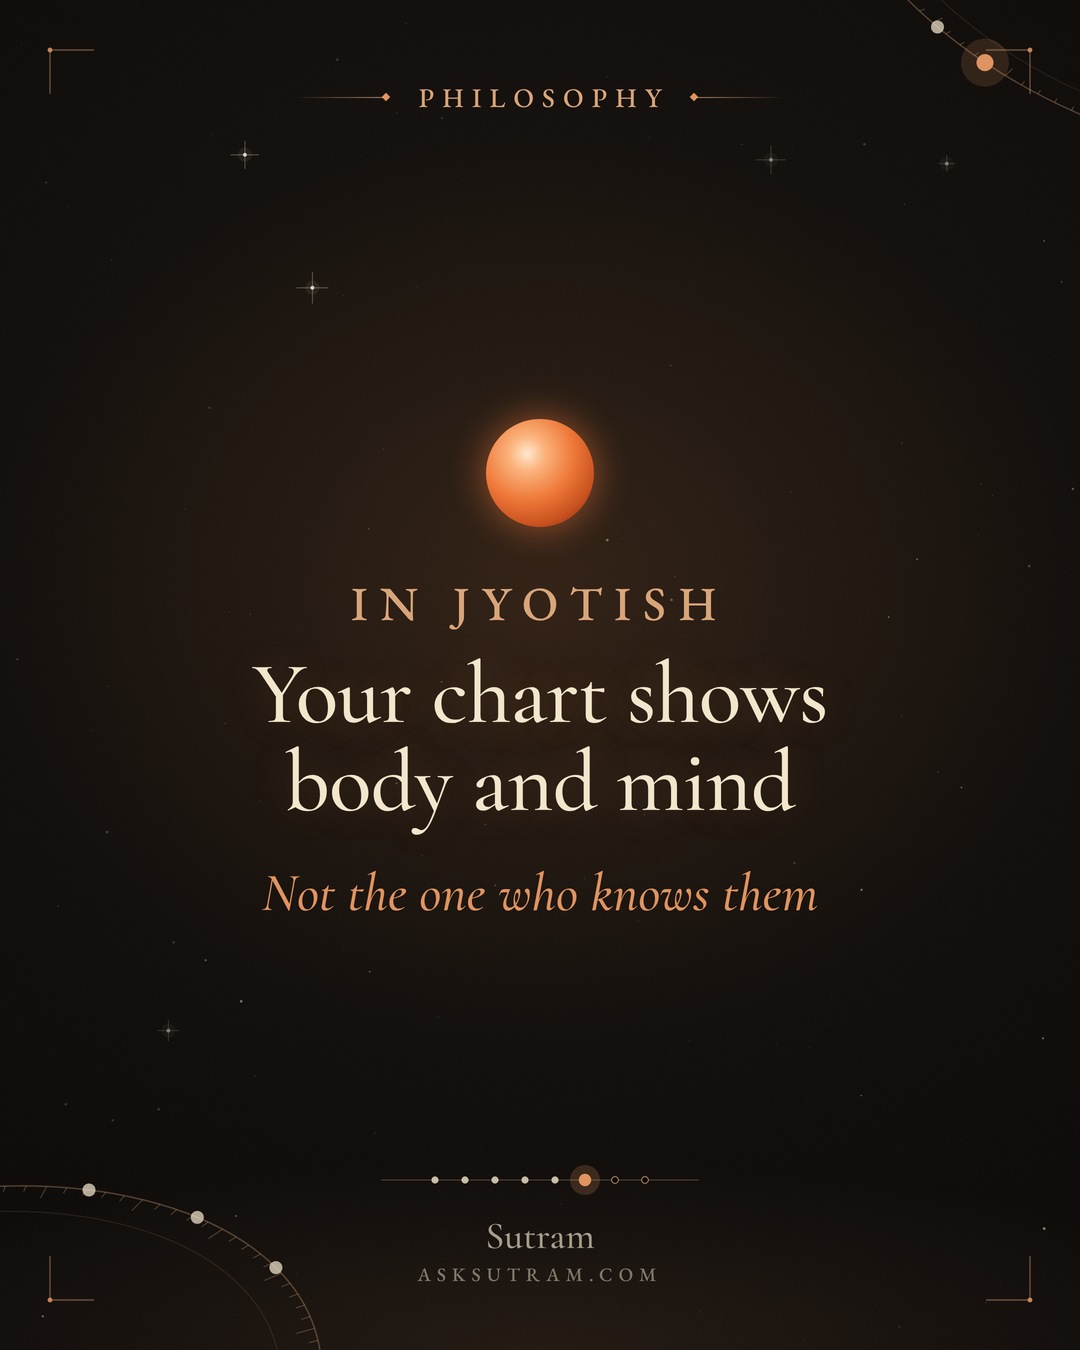 PHILOSOPHY
IN JYOTISH
Your chart shows
body and mind
Not the one who knows them
Sutram
ASKSUTRAM.COM